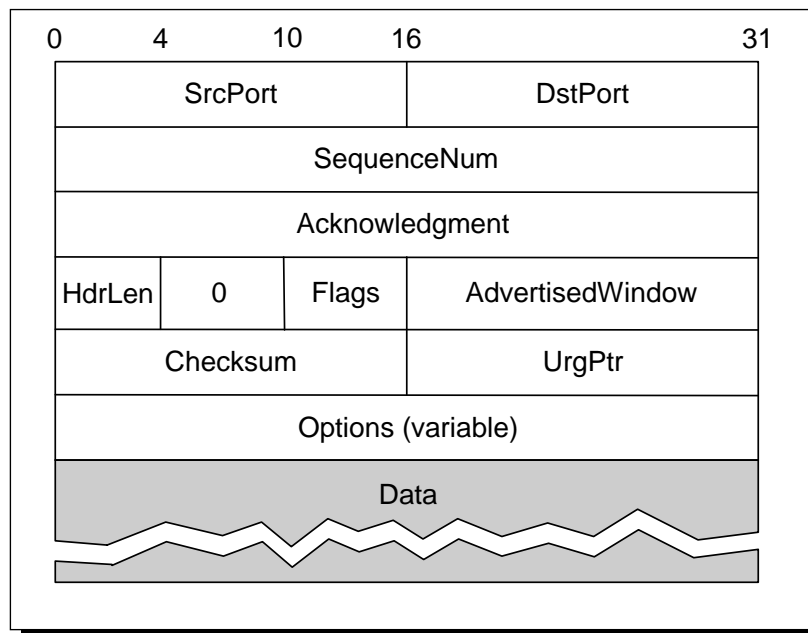 0 4 10 16 31
SrcPort DstPort
SequenceNum
Acknowledgment
HdrLen 0 Flags AdvertisedWindow
Checksum UrgPtr
Options (variable)
Data